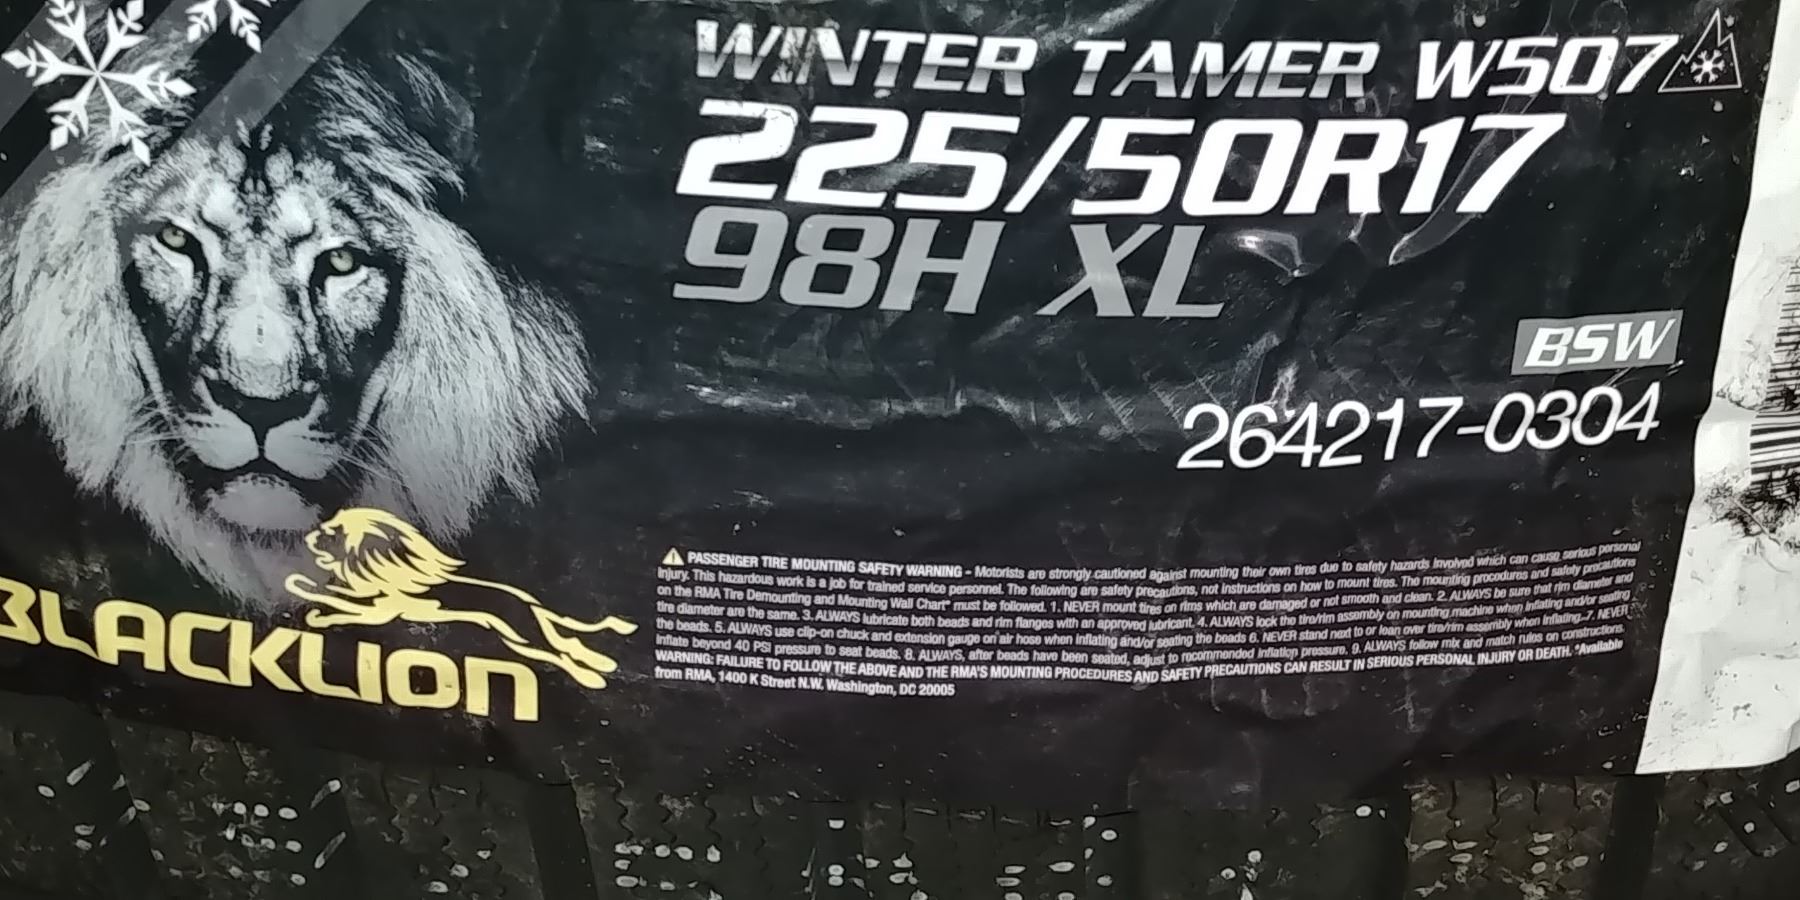 WINTER TAMER W507
225/50R17
98H XL
BSW
264217-0304
PASSENGER TIRE MOUNTING SAFETY WARNING - Motorists are strongly cautioned against mounting their own tires due to safety hazards involved which can cause serious personal
injury. This hazardous work is a job for trained service personnel. The following are safety precautions, not instructions on how to mount tires. The mounting procedures and safety precautions
on the RMA Tire Demounting and Mounting Wall Chart* must be followed. 1. NEVER mount tires on rims which are damaged or not smooth and clean. 2. ALWAYS be sure that rim diameter and
tire diameter are the same. 3. ALWAYS lubricate both beads and rim flanges with an approved lubricant. 4. ALWAYS lock the tire/rim assembly on mounting machine when inflating and/or seating
the beads. 5. ALWAYS use clip-on chuck and extension gauge on air hose when inflating and/or seating the beads 6. NEVER stand next to or lean over tire/rim assembly when inflating. 7. NEVER
inflate beyond 40 PSI pressure to seat beads. 8. ALWAYS, after beads have been seated, adjust to recommended inflation pressure. 9. ALWAYS follow mix and match rules on constructions.
WARNING: FAILURE TO FOLLOW THE ABOVE AND THE RMA'S MOUNTING PROCEDURES AND SAFETY PRECAUTIONS CAN RESULT IN SERIOUS PERSONAL INJURY OR DEATH. *Available
from RMA, 1400 K Street N.W. Washington, DC 20005
BLACKLION